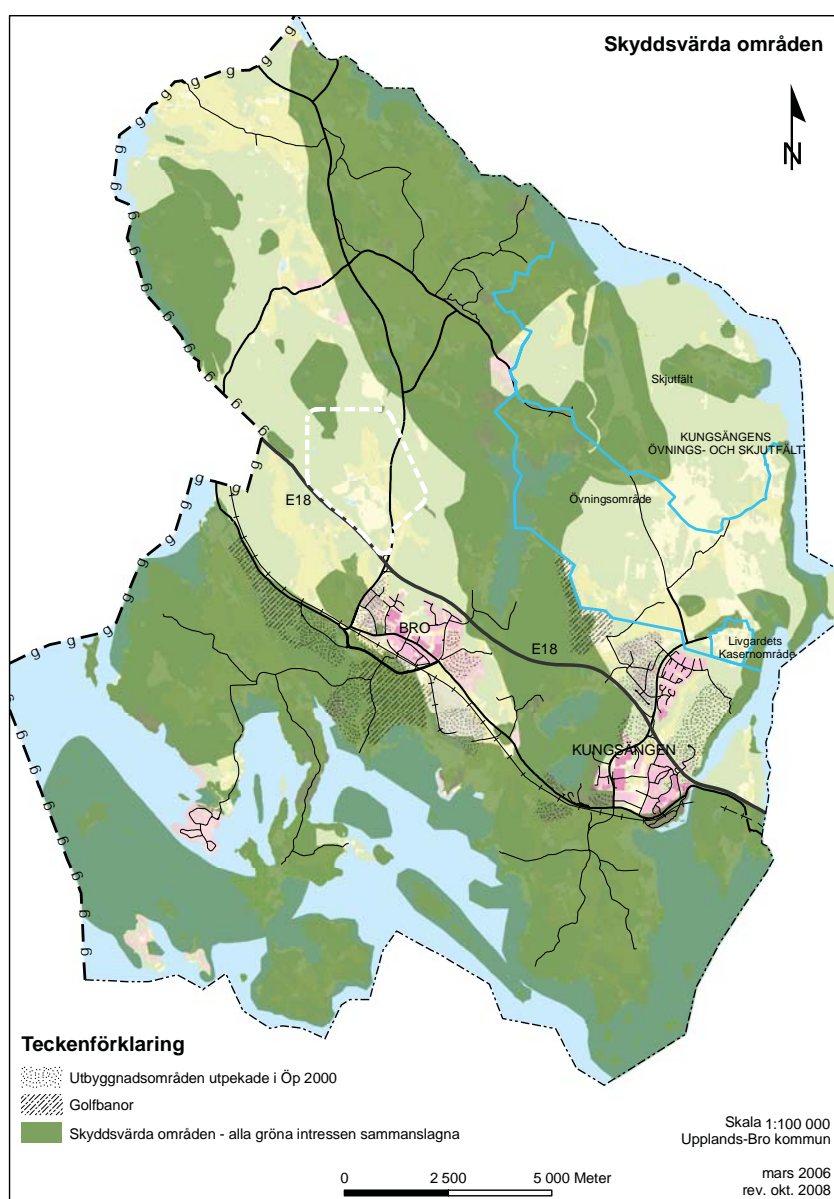 Skyddsvärda områden
N
Skjutfält
KUNGSÄNGENS
ÖVNINGS- OCH SKJUTFÄLT
E18
Övningsområde
BRO
E18
Livgardets
Kasernområde
KUNGSÄNGEN
Teckenförklaring
Utbyggnadsområden utpekade i Öp 2000
Golfbanor
Skyddsvärda områden - alla gröna intressen sammanslagna
Skala 1:100 000
Upplands-Bro kommun
0 2 500 5 000 Meter
mars 2006
rev. okt. 2008